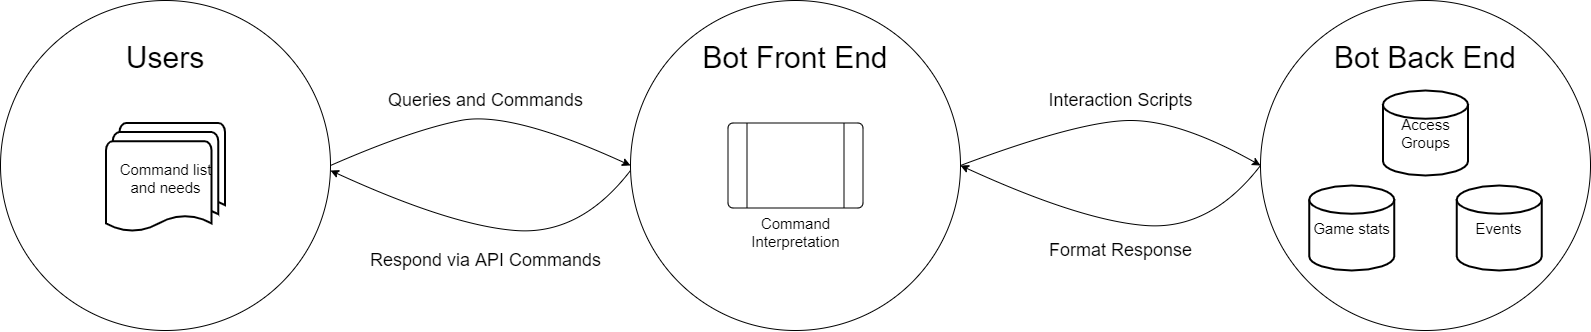 Users
Command list
and needs
Queries and Commands
Respond via API Commands
Bot Front End
Command
Interpretation
Interaction Scripts
Format Response
Bot Back End
Access
Groups
Game stats
Events